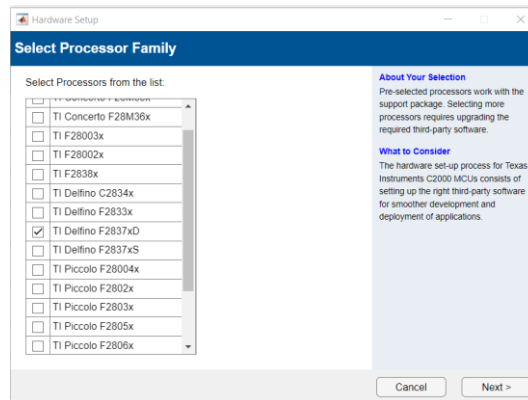 Hardware Setup
Select Processor Family
Select Processors from the list:
TI Concerto F28M36x
TI F28003x
TI F28002x
TI F2838x
TI Delfino C2834x
TI Delfino F2833x
TI Delfino F2837xD
TI Delfino F2837xS
TI Piccolo F28004x
TI Piccolo F2802x
TI Piccolo F2803x
TI Piccolo F2805x
TI Piccolo F2806x
About Your Selection
Pre-selected processors work with the
support package. Selecting more
processors requires upgrading the
required third-party software.
What to Consider
The hardware set-up process for Texas
Instruments C2000 MCUs consists of
setting up the right third-party software
for smoother development and
deployment of applications.
Cancel
Next >